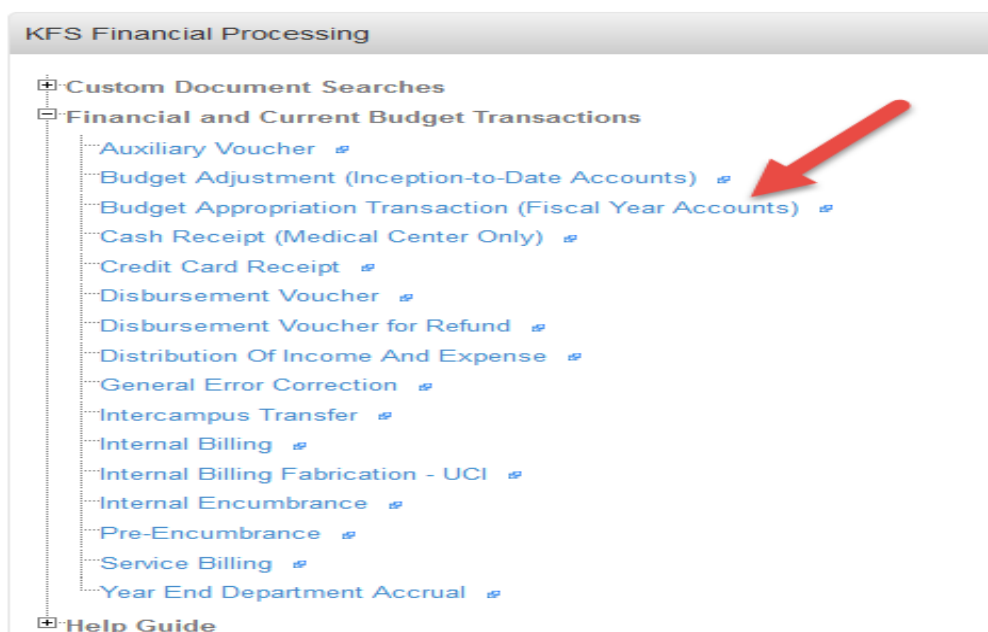 KFS Financial Processing
Custom Document Searches
Financial and Current Budget Transactions
Auxiliary Voucher
Budget Adjustment (Inception-to-Date Accounts)
Budget Appropriation Transaction (Fiscal Year Accounts)
Cash Receipt (Medical Center Only)
Credit Card Receipt
Disbursement Voucher
Disbursement Voucher for Refund
Distribution Of Income And Expense
General Error Correction
Intercampus Transfer
Internal Billing
Internal Billing Fabrication - UCI
Internal Encumbrance
Pre-Encumbrance
Service Billing
Year End Department Accrual
Help Guide